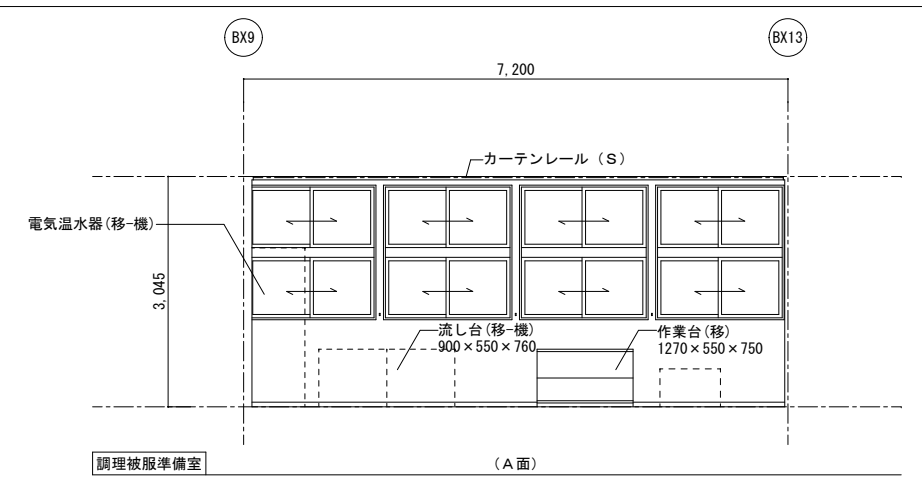 BX9
BX13
7,200
カーテンレール（S）
電気温水器(移-機)
3,045
流し台(移-機)
900×550×760
作業台(移)
1270×550×750
調理被服準備室
（A面）